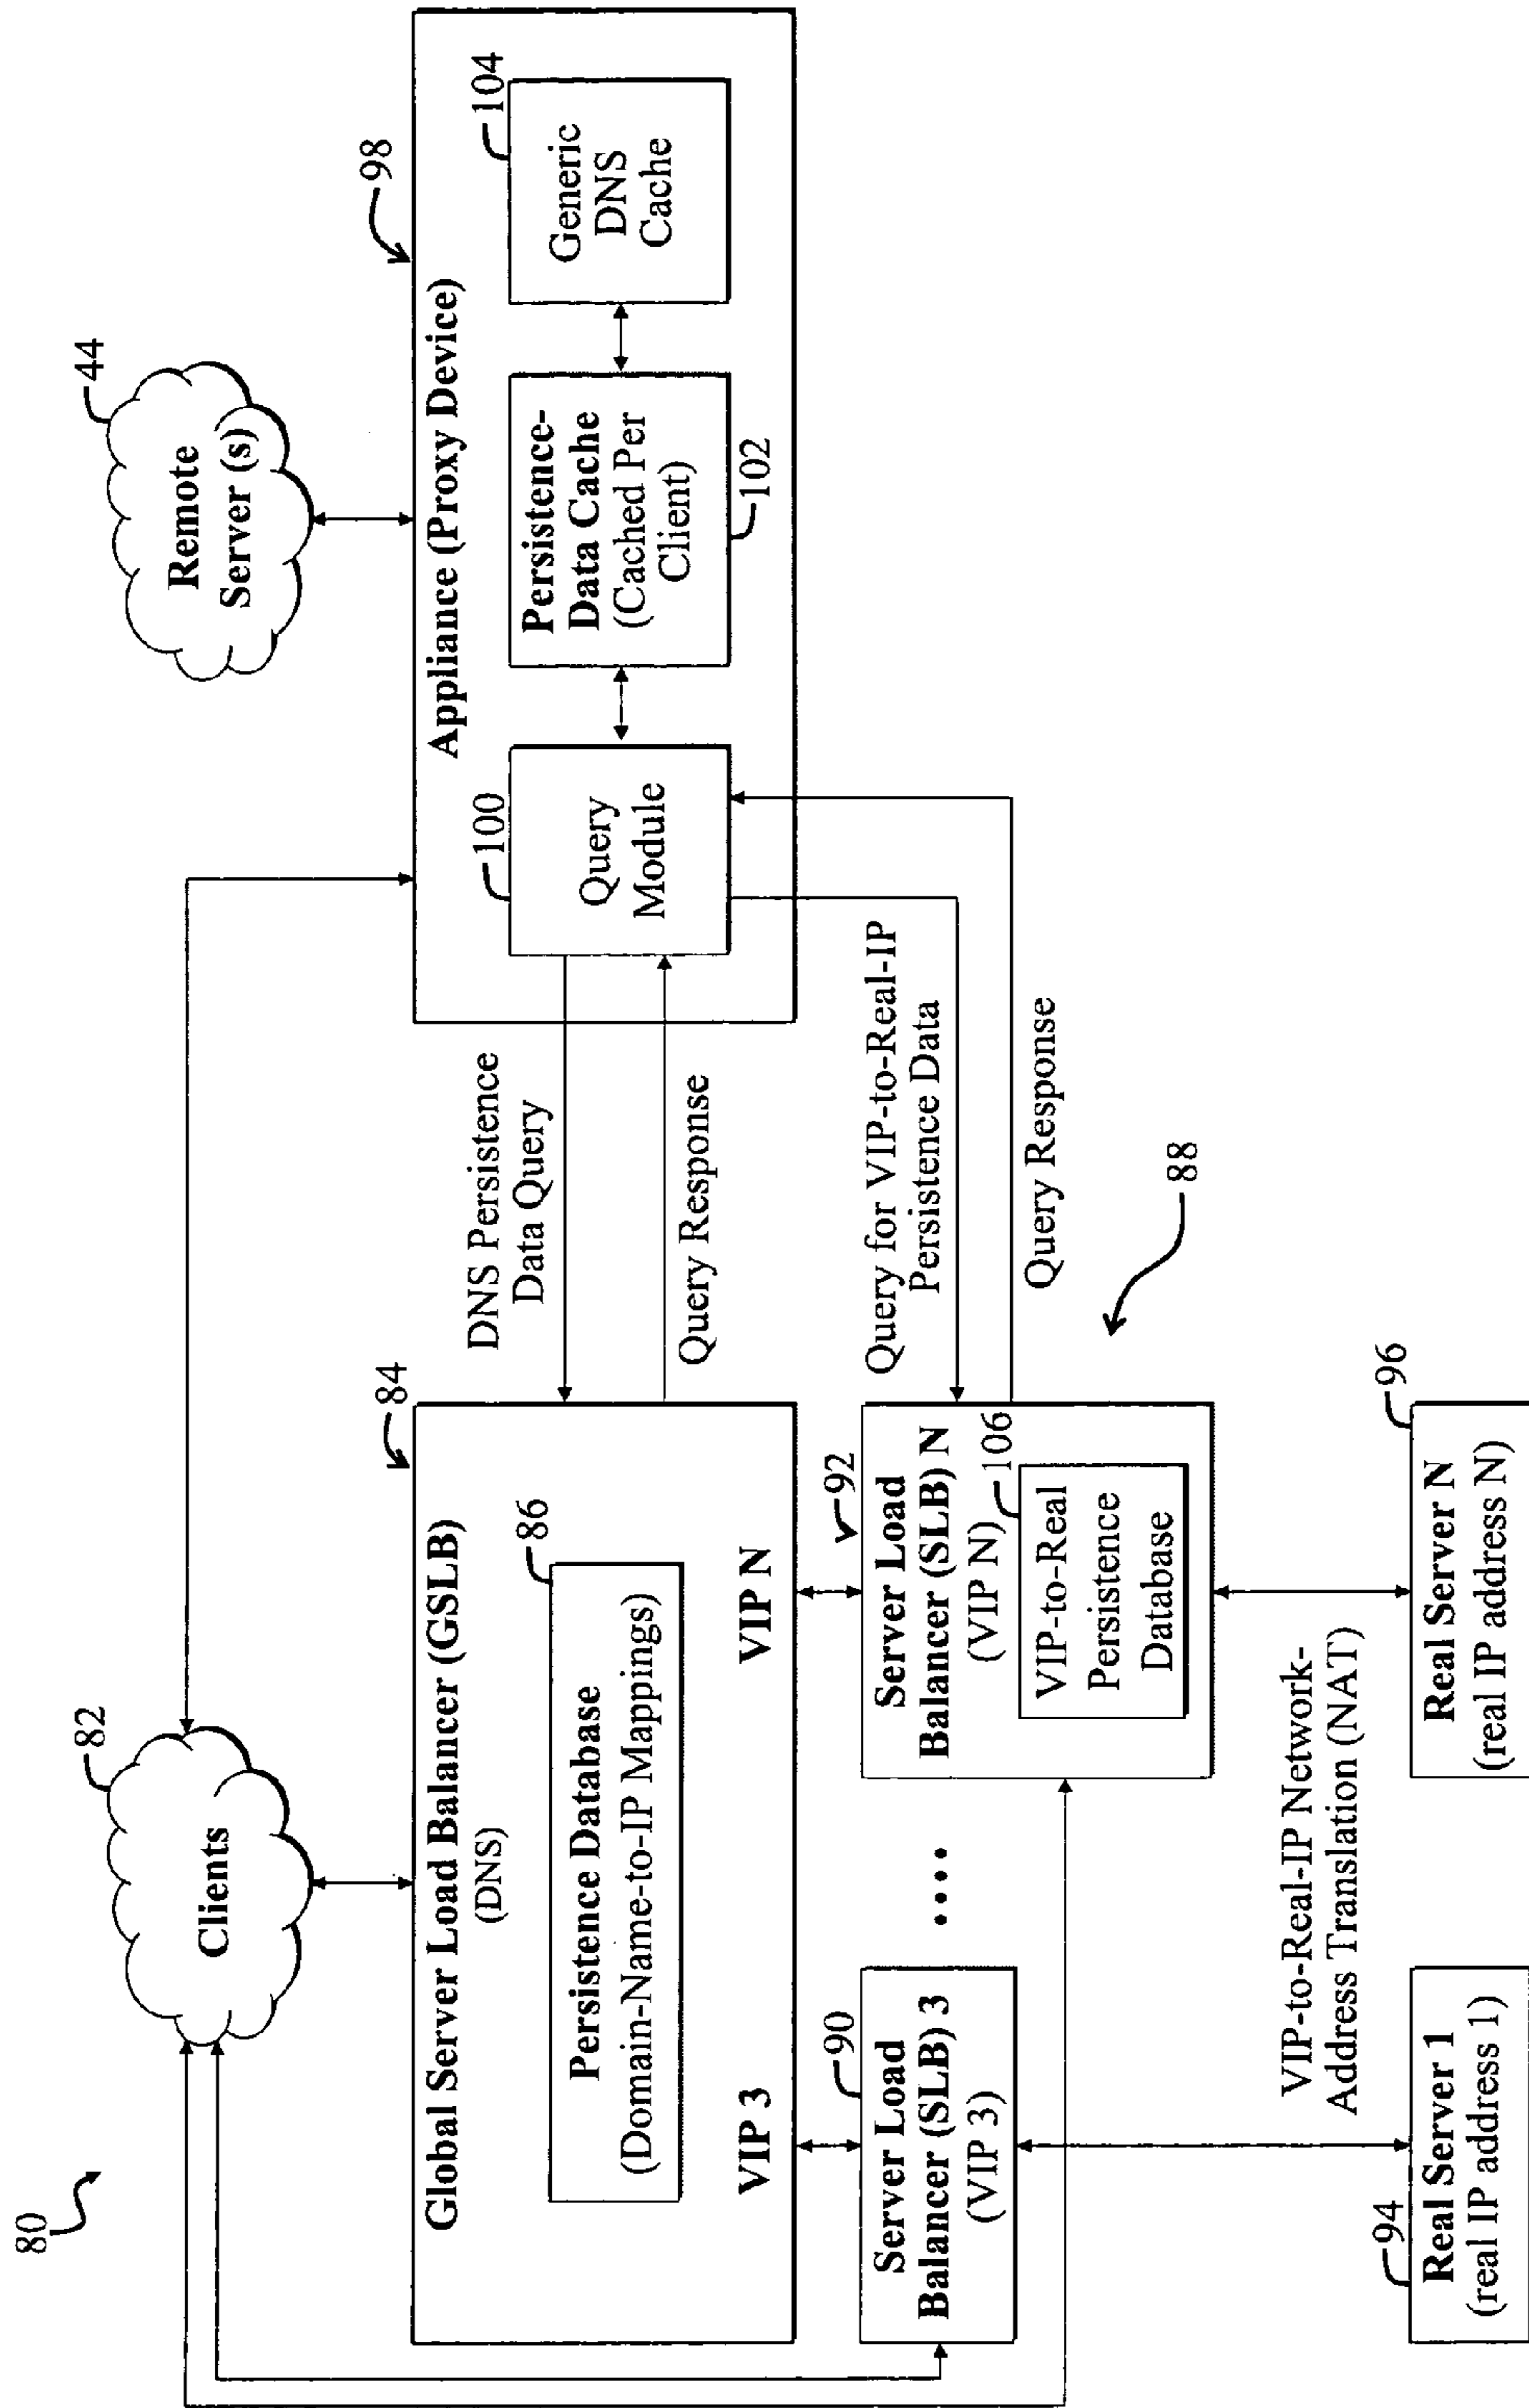 80
82
Clients
44
Remote
Server (s)
84
Global Server Load Balancer (GSLB)
(DNS)
86
Persistence Database
(Domain-Name-to-IP Mappings)
VIP 3
VIP N
DNS Persistence
Data Query
Query Response
98
Appliance (Proxy Device)
100
Query
Module
Persistence-
Data Cache
(Cached Per
Client)
102
104
Generic
DNS
Cache
90
Server Load
Balancer (SLB) 3
(VIP 3)
....
92
Server Load
Balancer (SLB) N
(VIP N)
106
VIP-to-Real
Persistence
Database
Query for VIP-to-Real-IP
Persistence Data
Query Response
88
VIP-to-Real-IP Network-
Address Translation (NAT)
94
Real Server 1
(real IP address 1)
96
Real Server N
(real IP address N)